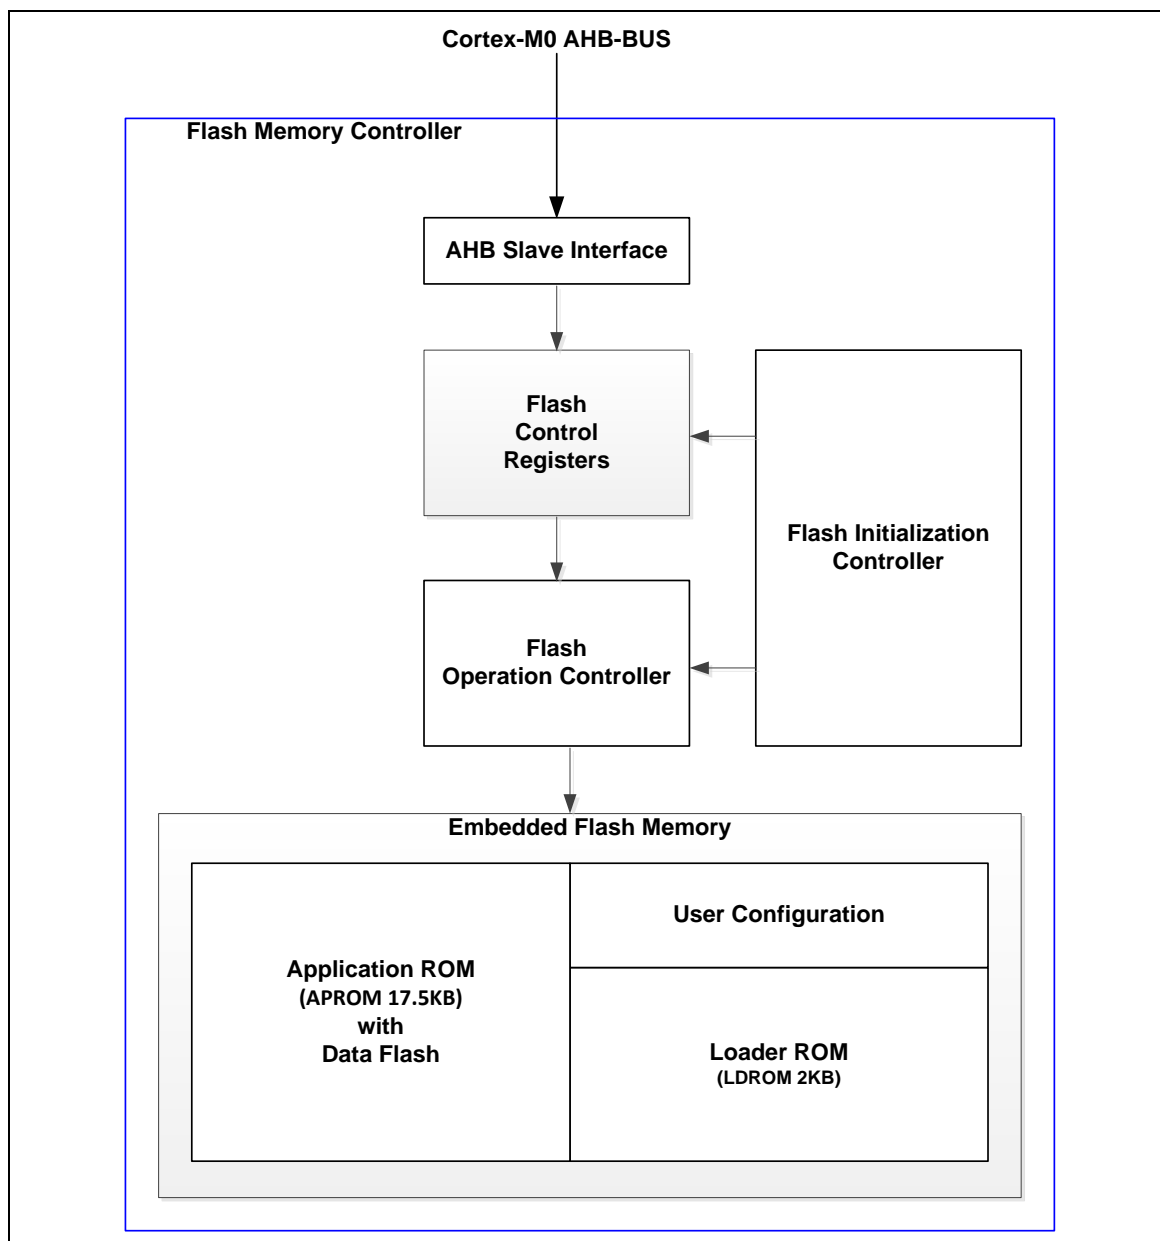 Cortex-M0 AHB-BUS
Flash Memory Controller
AHB Slave Interface
Flash
Control
Registers
Flash Initialization
Controller
Flash
Operation Controller
Embedded Flash Memory
Application ROM
(APROM 17.5KB)
with
Data Flash
User Configuration
Loader ROM
(LDROM 2KB)